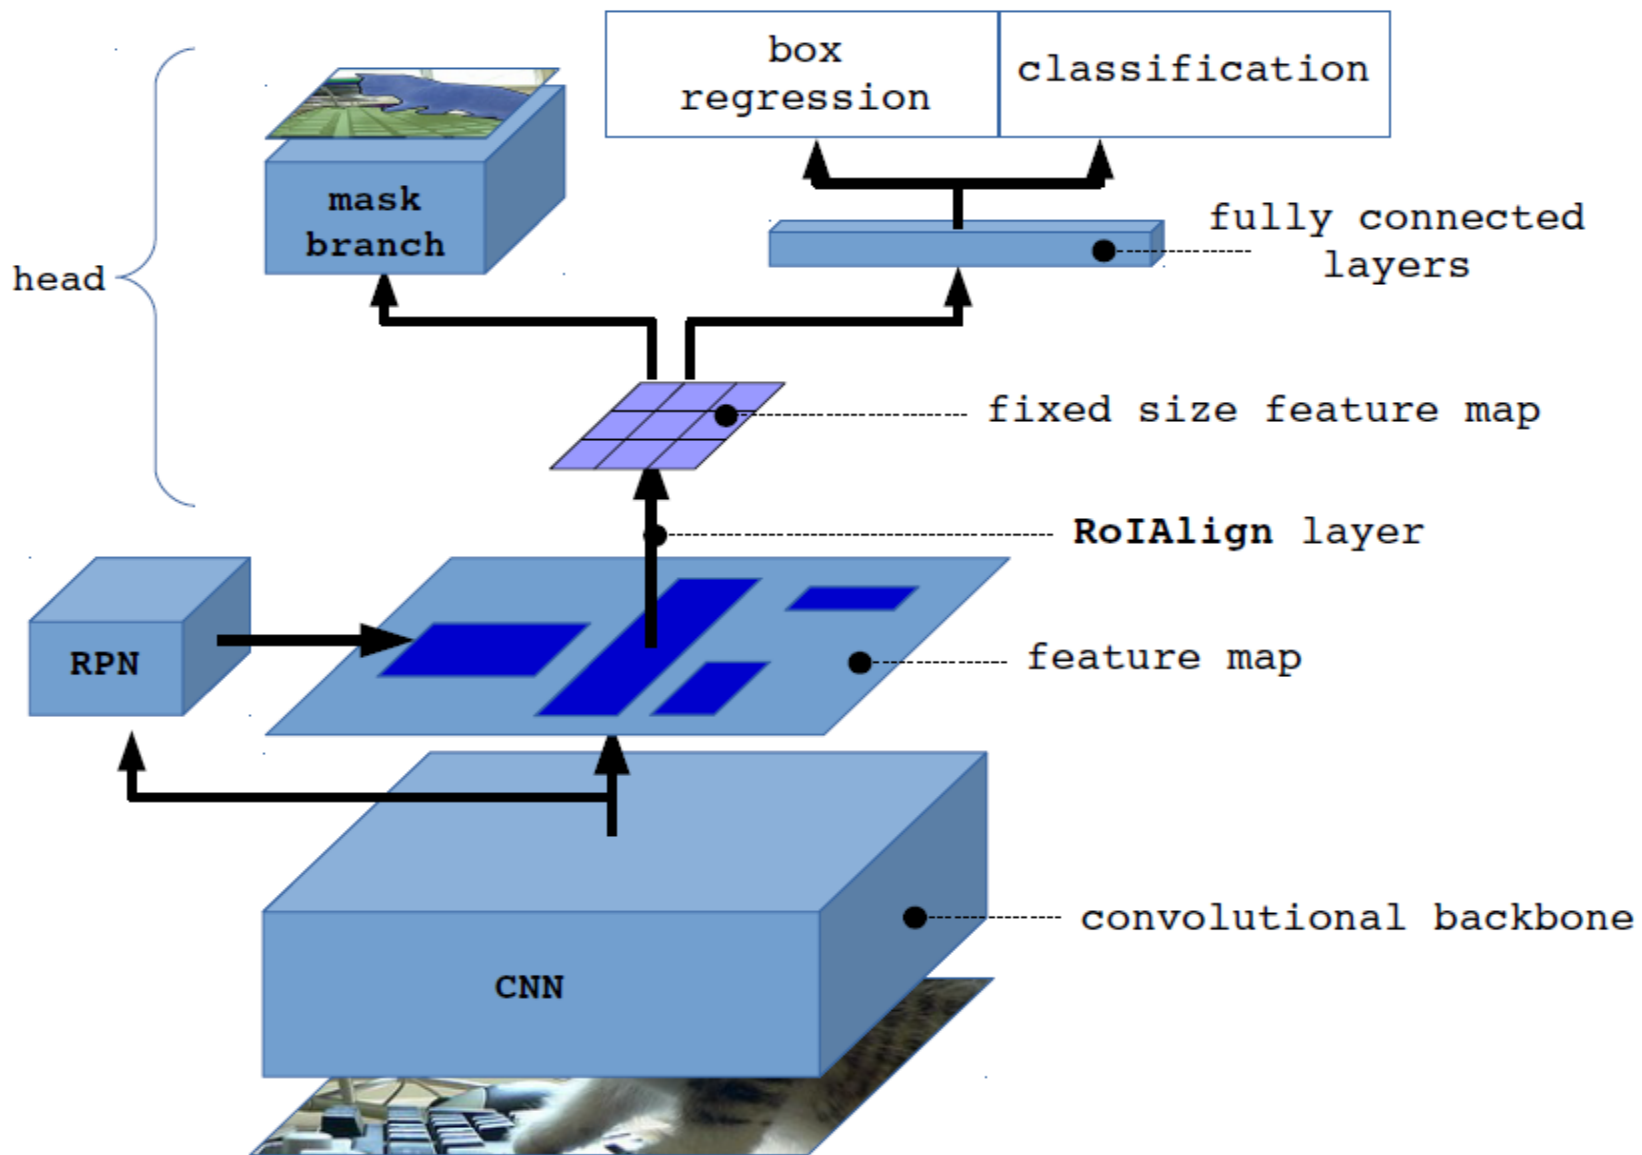 box
regression
classification
mask
branch
fully connected
layers
head
fixed size feature map
RoIAlign layer
RPN
feature map
convolutional backbone
CNN